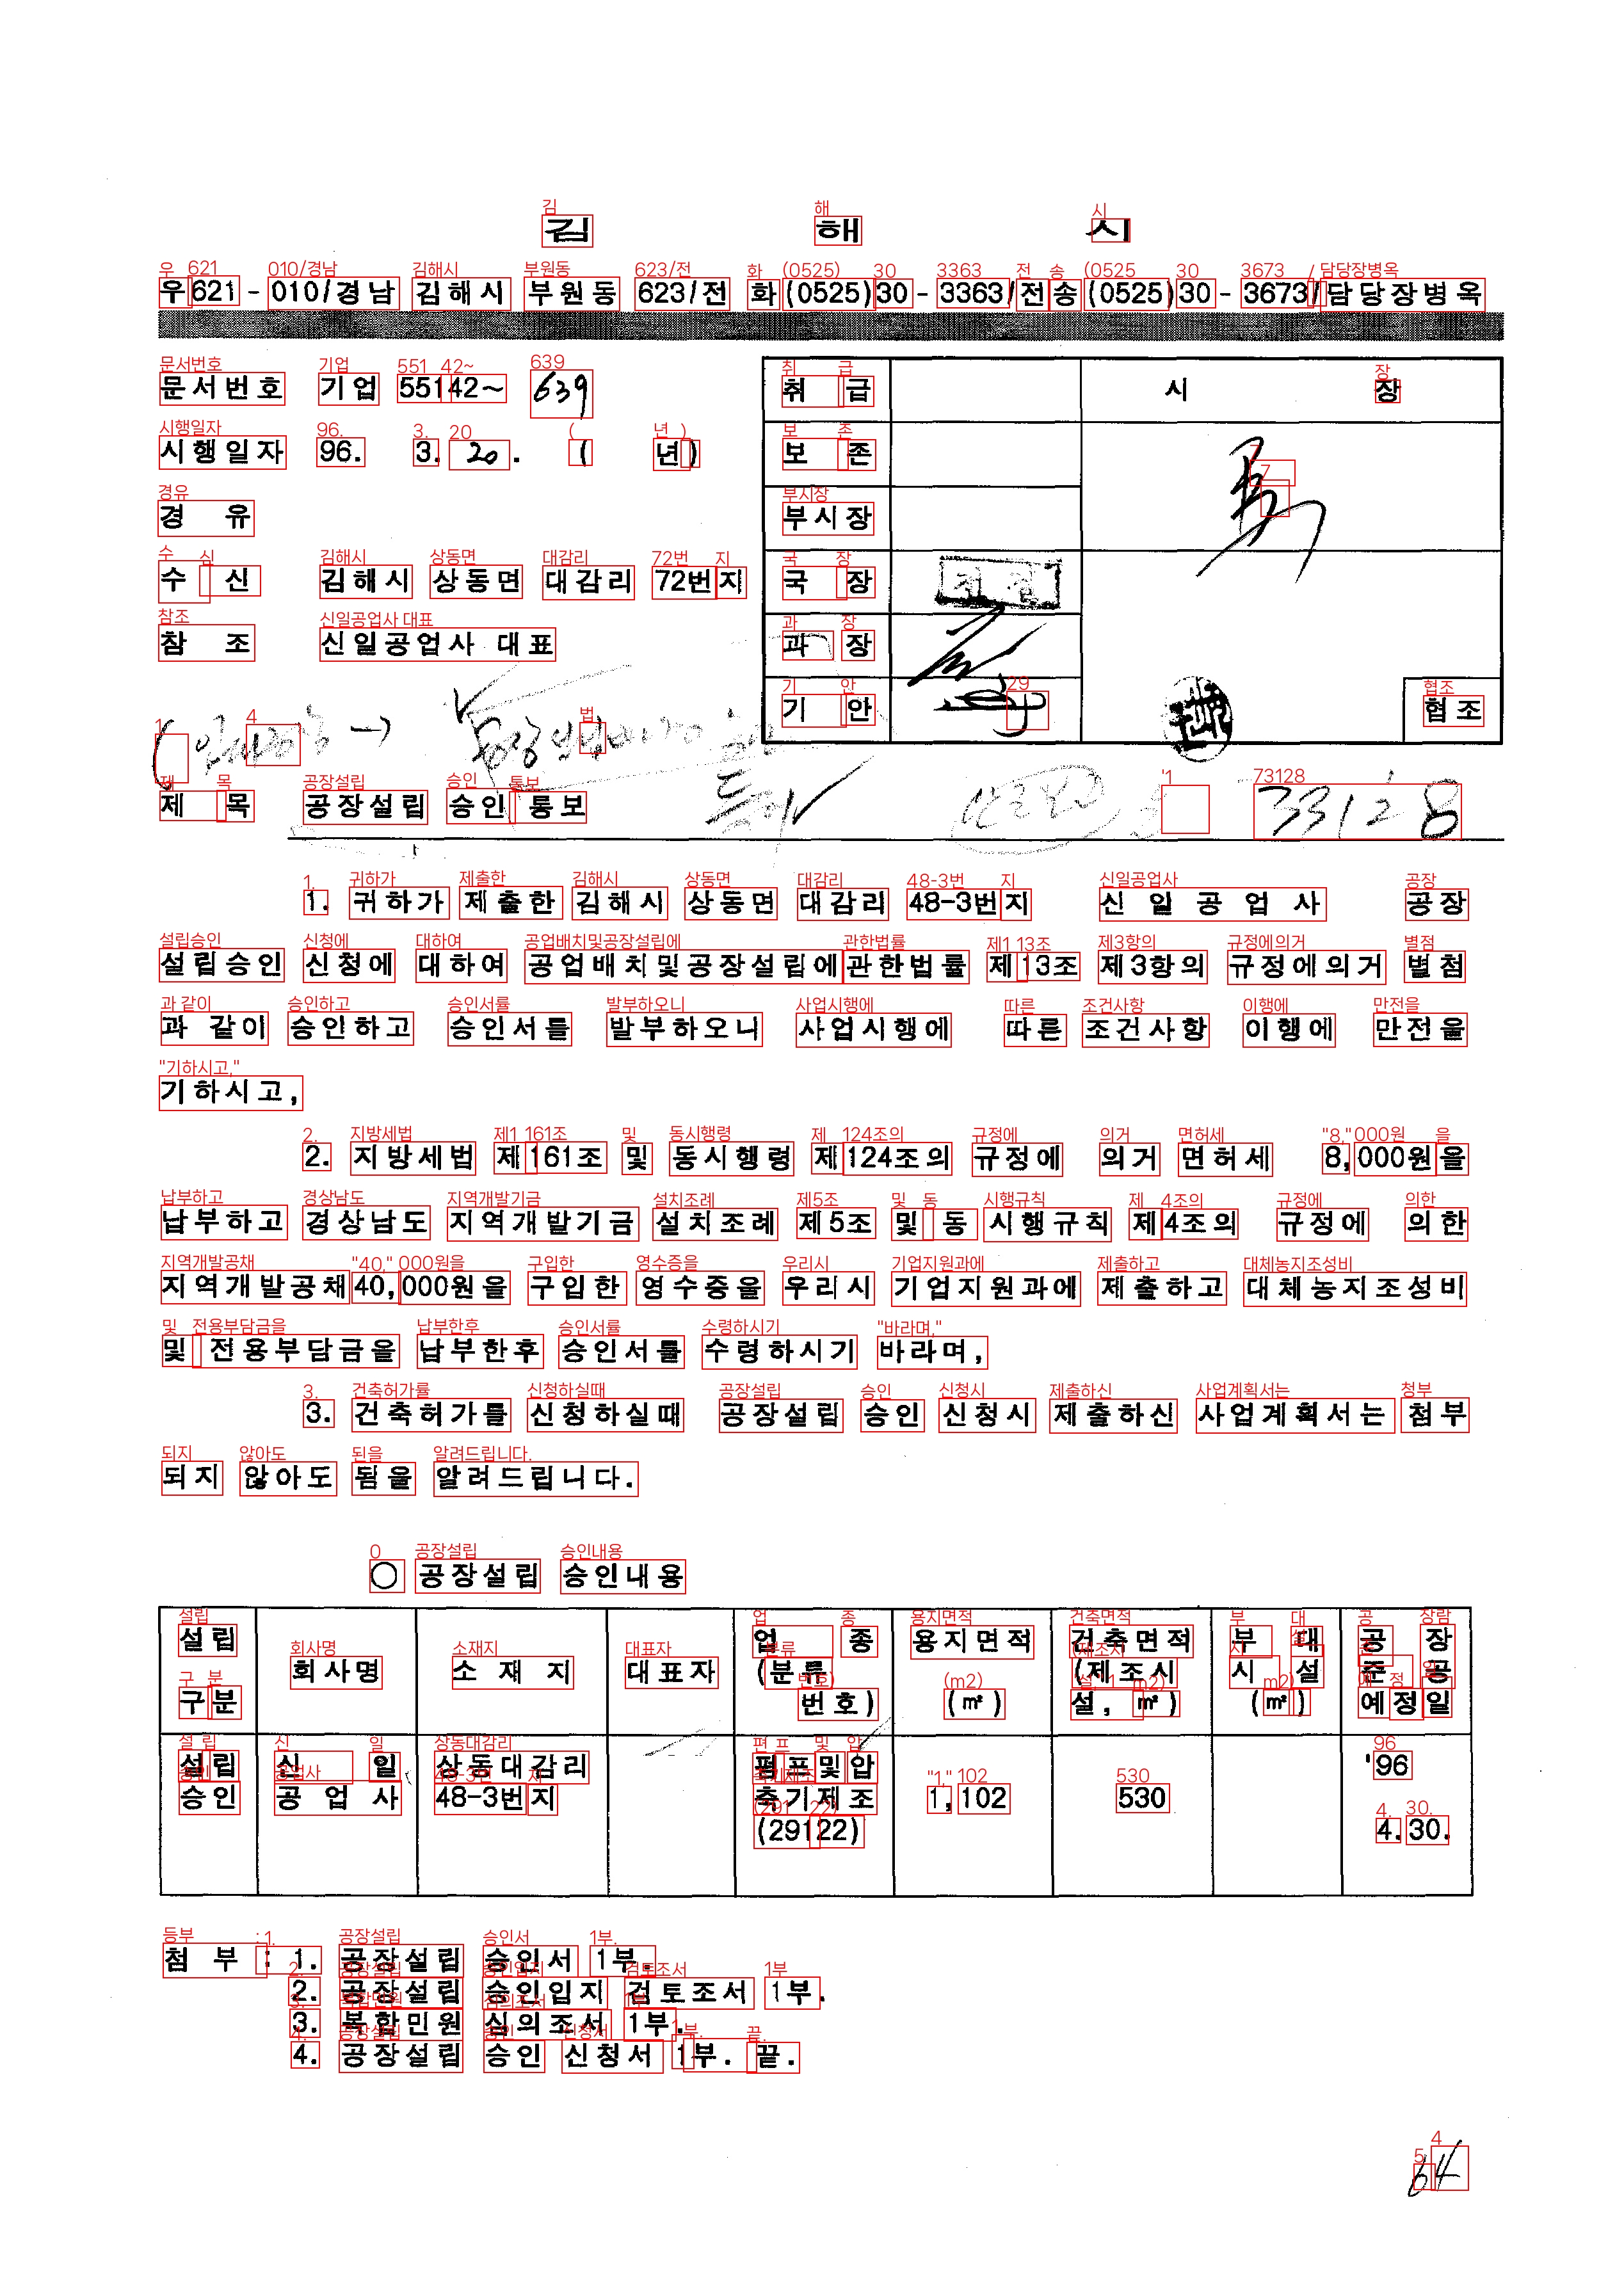 김 해 시
우 621 - 010/경남 김해시 부원동 623/전 화 (0525)30 - 3363/전송 (0525)30 - 3673/담당장병옥
문서번호 기업 55142~ 639
시행일자 96. 3. 20. ( 년)
경 유
수 신 김해시 상동면 대감리 72번지
참 조 신일공업사 대표
취 급 시 장
보 존
부시장
국 장
과 장
기 안 협조
제 목 공장설립 승인 통보
1. 귀하가 제출한 김해시 상동면 대감리 48-3번지 신 일 공 업 사 공장
설립승인 신청에 대하여 공업배치및공장설립에관한법률 제13조 제3항의 규정에의거 별첨
과 같이 승인하고 승인서를 발부하오니 사업시행에 따른 조건사항 이행에 만전을
기하시고,
2. 지방세법 제161조 및 동시행령 제124조의 규정에 의거 면허세 8,000원을
납부하고 경상남도 지역개발기금 설치조례 제5조 및 동 시행규칙 제4조의 규정에 의한
지역개발공채 40,000원을 구입한 영수증을 우리시 기업지원과에 제출하고 대체농지조성비
및 전용부담금을 납부한후 승인서를 수령하시기 바라며,
3. 건축허가를 신청하실때 공장설립 승인 신청시 제출하신 사업계획서는 첨부
되지 않아도 됨을 알려드립니다.
○ 공장설립 승인내용
설립 구분 회사명 소 재 지 대표자 업 종 (분류 번호) 용지면적 (㎡) 건축면적 (제조시설, ㎡) 부 대 시 설 (㎡) 공 장 준 공 예정일
설립 승인 신 일 공 업 사 상동대감리 48-3번지 펌프및압축기제조 (29122) 1,102 530 '96 4.30.
첨 부 : 1. 공장설립 승인서 1부.
2. 공장설립 승인입지 검토조서 1부.
3. 복합민원 심의조서 1부.
4. 공장설립 승인 신청서 1부. 끝.
64